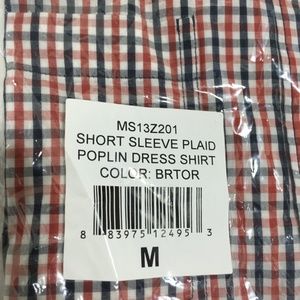 MS13Z201
SHORT SLEEVE PLAID
POPLIN DRESS SHIRT
COLOR: BRTOR
8 83975 12495 3
M